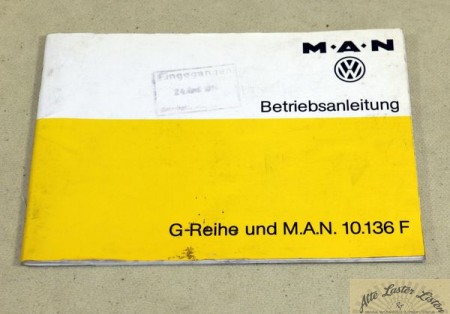 M·A·N
Betriebsanleitung
G-Reihe und M.A.N. 10.136 F
Alte Laster Listen